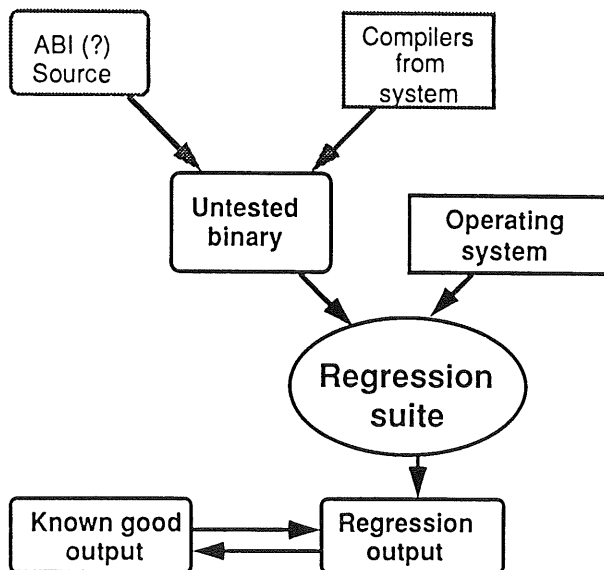 ABI (?)
Source
Compilers
from
system
Untested
binary
Operating
system
Regression
suite
Known good
output
Regression
output